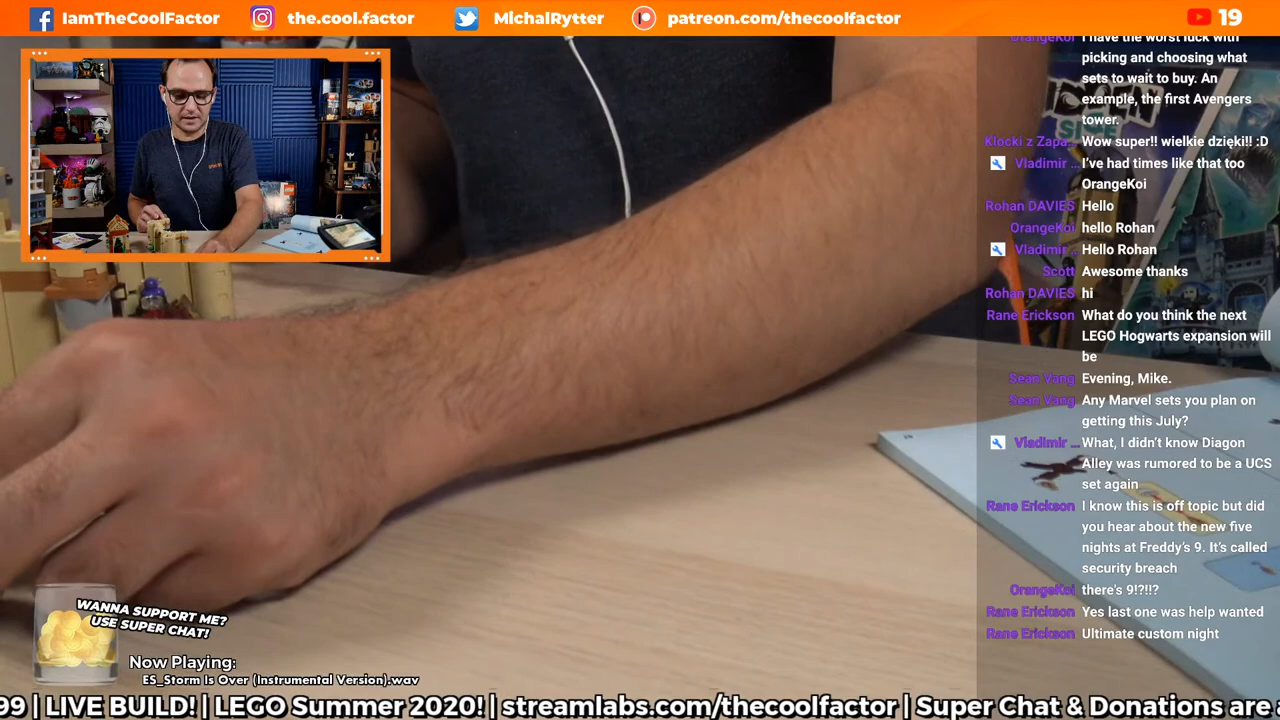 IamTheCoolFactor the.cool.factor MichalRytter patreon.com/thecoolfactor 19
OrangeKoi I have the worst luck with
picking and choosing what
sets to wait to buy. An
example, the first Avengers
tower.
Klocki z Zapa... Wow super!! wielkie dzięki!! :D
Vladimir ... I've had times like that too
OrangeKoi
Rohan DAVIES Hello
OrangeKoi hello Rohan
Vladimir ... Hello Rohan
Scott Awesome thanks
Rohan DAVIES hi
Rane Erickson What do you think the next
LEGO Hogwarts expansion will
be
Sean Vang Evening, Mike.
Sean Vang Any Marvel sets you plan on
getting this July?
Vladimir ... What, I didn't know Diagon
Alley was rumored to be a UCS
set again
Rane Erickson I know this is off topic but did
you hear about the new five
nights at Freddy's 9. It's called
security breach
OrangeKoi there's 9!?!!?
Rane Erickson Yes last one was help wanted
Rane Erickson Ultimate custom night
WANNA SUPPORT ME?
USE SUPER CHAT!
Now Playing:
ES_Storm Is Over (Instrumental Version).wav
99 | LIVE BUILD! | LEGO Summer 2020! | streamlabs.com/thecoolfactor | Super Chat & Donations are